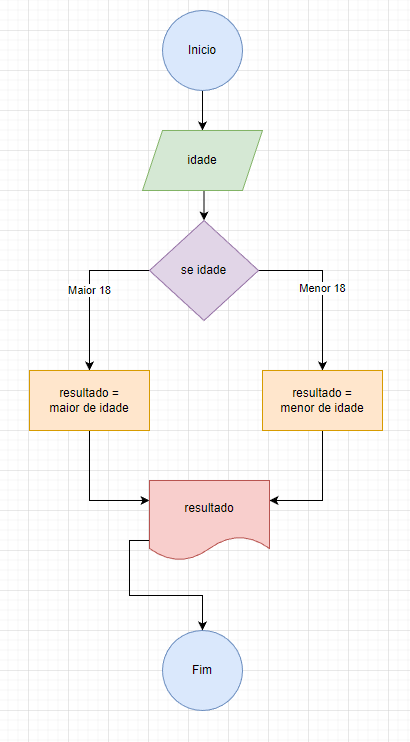 Inicio
idade
se idade
Maior 18
Menor 18
resultado =
maior de idade
resultado =
menor de idade
resultado
Fim